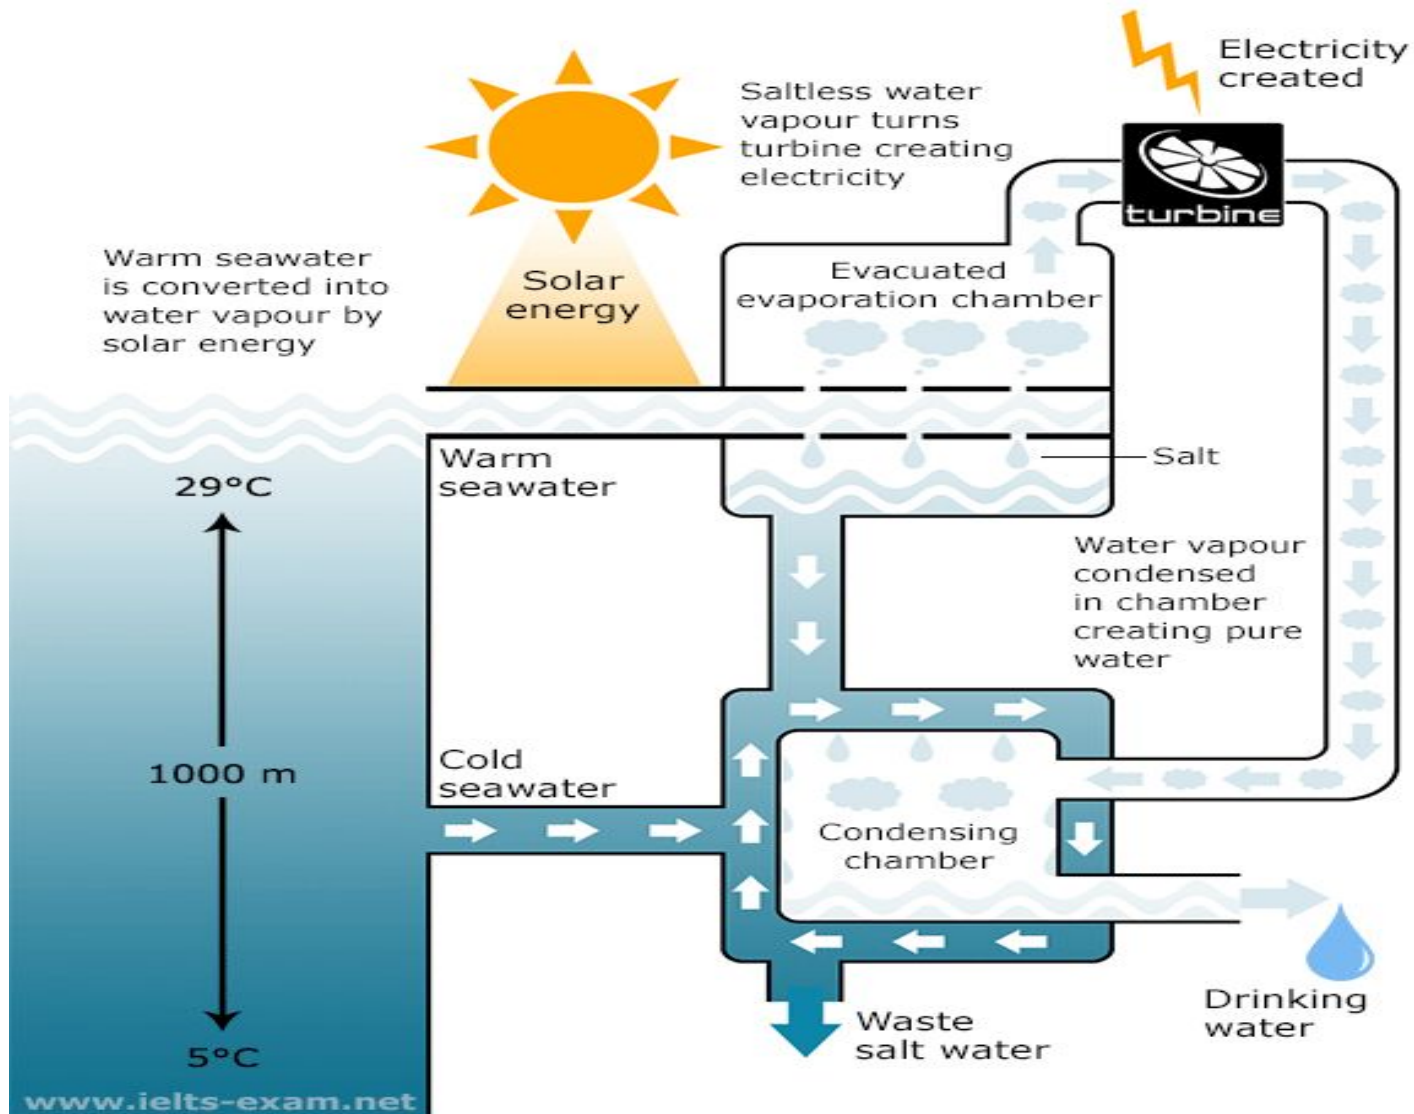 Electricity
created
Saltless water
vapour turns
turbine creating
electricity
turbine
Warm seawater
is converted into
water vapour by
solar energy
Solar
energy
Evacuated
evaporation chamber
Warm
seawater
Salt
29°C
Water vapour
condensed
in chamber
creating pure
water
1000 m
Cold
seawater
Condensing
chamber
Drinking
water
Waste
salt water
5°C
www.ielts-exam.net